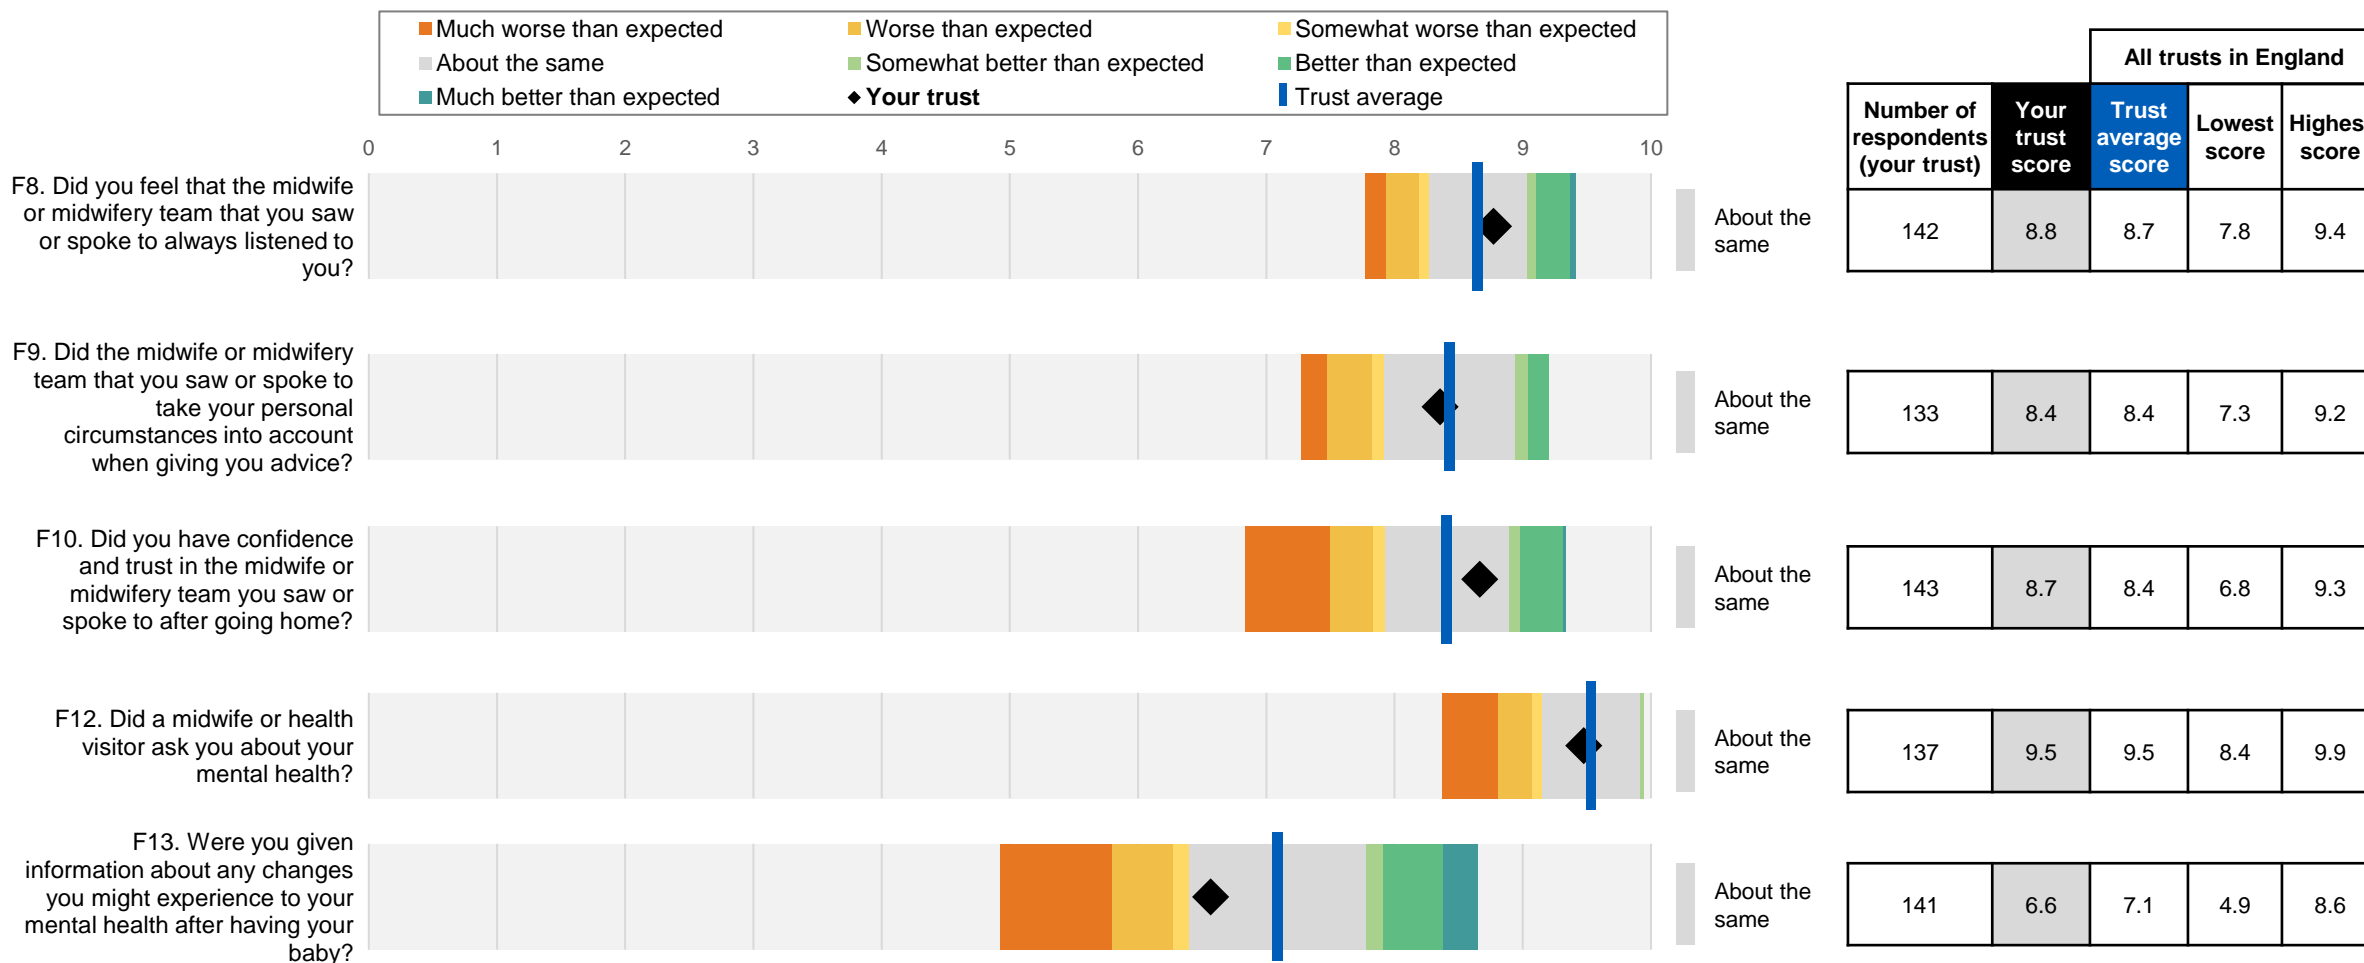 Much worse than expected
Worse than expected
Somewhat worse than expected
About the same
Somewhat better than expected
Better than expected
Much better than expected
Your trust
Trust average
All trusts in England
Number of
respondents
(your trust)
Your
trust
score
Trust
average
score
Lowest
score
Highes
score
0 1 2 3 4 5 6 7 8 9 10
F8. Did you feel that the midwife
or midwifery team that you saw
or spoke to always listened to
you?
About the
same
142 8.8 8.7 7.8 9.4
F9. Did the midwife or midwifery
team that you saw or spoke to
take your personal
circumstances into account
when giving you advice?
About the
same
133 8.4 8.4 7.3 9.2
F10. Did you have confidence
and trust in the midwife or
midwifery team you saw or
spoke to after going home?
About the
same
143 8.7 8.4 6.8 9.3
F12. Did a midwife or health
visitor ask you about your
mental health?
About the
same
137 9.5 9.5 8.4 9.9
F13. Were you given
information about any changes
you might experience to your
mental health after having your
baby?
About the
same
141 6.6 7.1 4.9 8.6